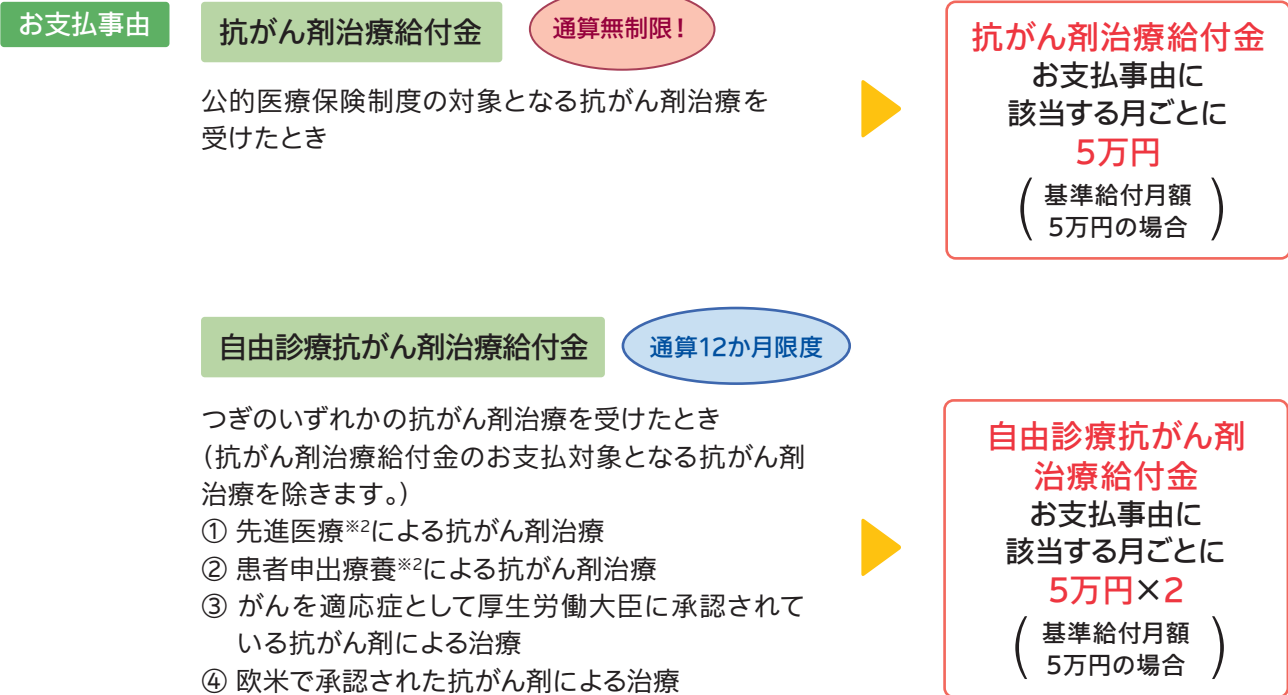 お支払事由
抗がん剤治療給付金
通算無制限!
公的医療保険制度の対象となる抗がん剤治療を
受けたとき
抗がん剤治療給付金
お支払事由に
該当する月ごとに
5万円
(基準給付月額
5万円の場合)
自由診療抗がん剤治療給付金
通算12か月限度
つぎのいずれかの抗がん剤治療を受けたとき
(抗がん剤治療給付金のお支払対象となる抗がん剤
治療を除きます。)
① 先進医療※2による抗がん剤治療
② 患者申出療養※2による抗がん剤治療
③ がんを適応症として厚生労働大臣に承認されて
いる抗がん剤による治療
④ 欧米で承認された抗がん剤による治療
自由診療抗がん剤
治療給付金
お支払事由に
該当する月ごとに
5万円×2
(基準給付月額
5万円の場合)